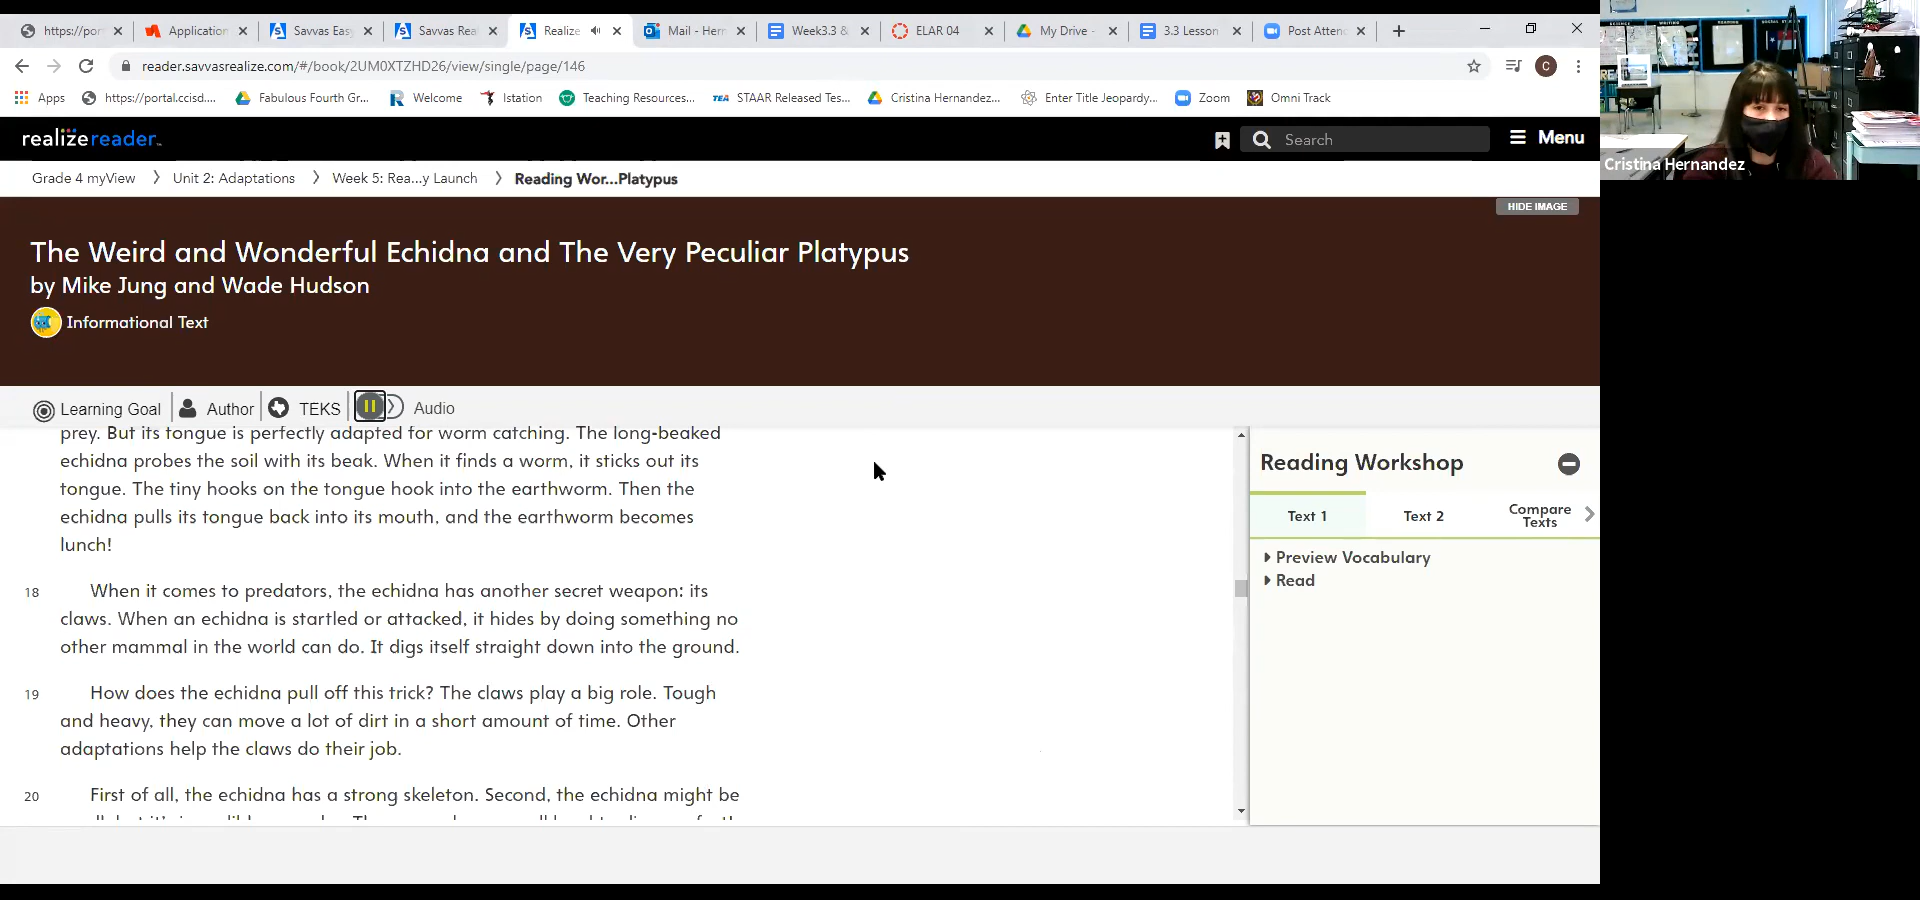 https://por
Application
Savvas Eas
Savvas Rea
Realize
Mail - Herr
Week3.3 &
ELAR 04
My Drive -
3.3 Lesson
Post Attend
reader.savvasrealize.com/#/book/2UM0XTZHD26/view/single/page/146
C
Apps
https://portal.ccisd....
Fabulous Fourth Gr...
Welcome
Istation
Teaching Resources...
TEA STAAR Released Tes...
Cristina Hernandez...
Enter Title Jeopardy...
Zoom
Omni Track
realizereader
Search
Menu
Grade 4 myView
Unit 2: Adaptations
Week 5: Rea...y Launch
Reading Wor...Platypus
HIDE IMAGE
The Weird and Wonderful Echidna and The Very Peculiar Platypus
by Mike Jung and Wade Hudson
Informational Text
Learning Goal
Author
TEKS
Audio
prey. But its tongue is perfectly adapted for worm catching. The long-beaked
echidna probes the soil with its beak. When it finds a worm, it sticks out its
tongue. The tiny hooks on the tongue hook into the earthworm. Then the
echidna pulls its tongue back into its mouth, and the earthworm becomes
lunch!
18 When it comes to predators, the echidna has another secret weapon: its
claws. When an echidna is startled or attacked, it hides by doing something no
other mammal in the world can do. It digs itself straight down into the ground.
19 How does the echidna pull off this trick? The claws play a big role. Tough
and heavy, they can move a lot of dirt in a short amount of time. Other
adaptations help the claws do their job.
20 First of all, the echidna has a strong skeleton. Second, the echidna might be
Reading Workshop
Text 1
Text 2
Compare
Texts
Preview Vocabulary
Read
Cristina Hernandez